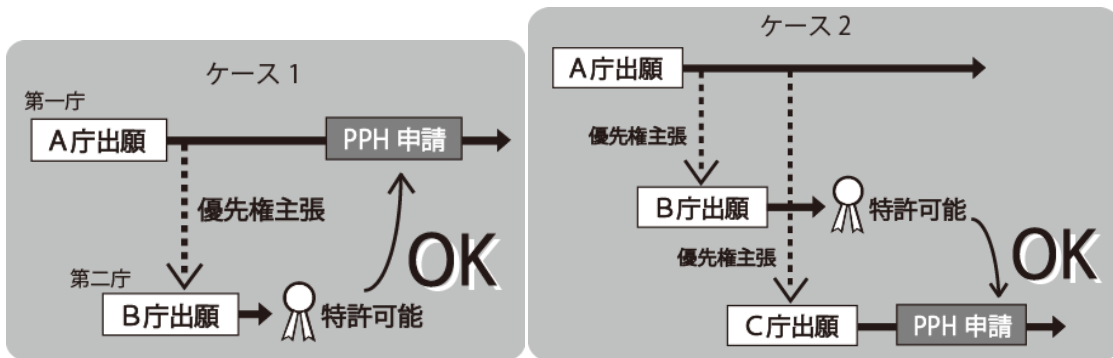 ケース 1
第一庁
A庁出願
PPH 申請
優先権主張
OK
第二庁
B庁出願
特許可能
ケース 2
A庁出願
優先権主張
B庁出願
特許可能
OK
優先権主張
C庁出願
PPH 申請